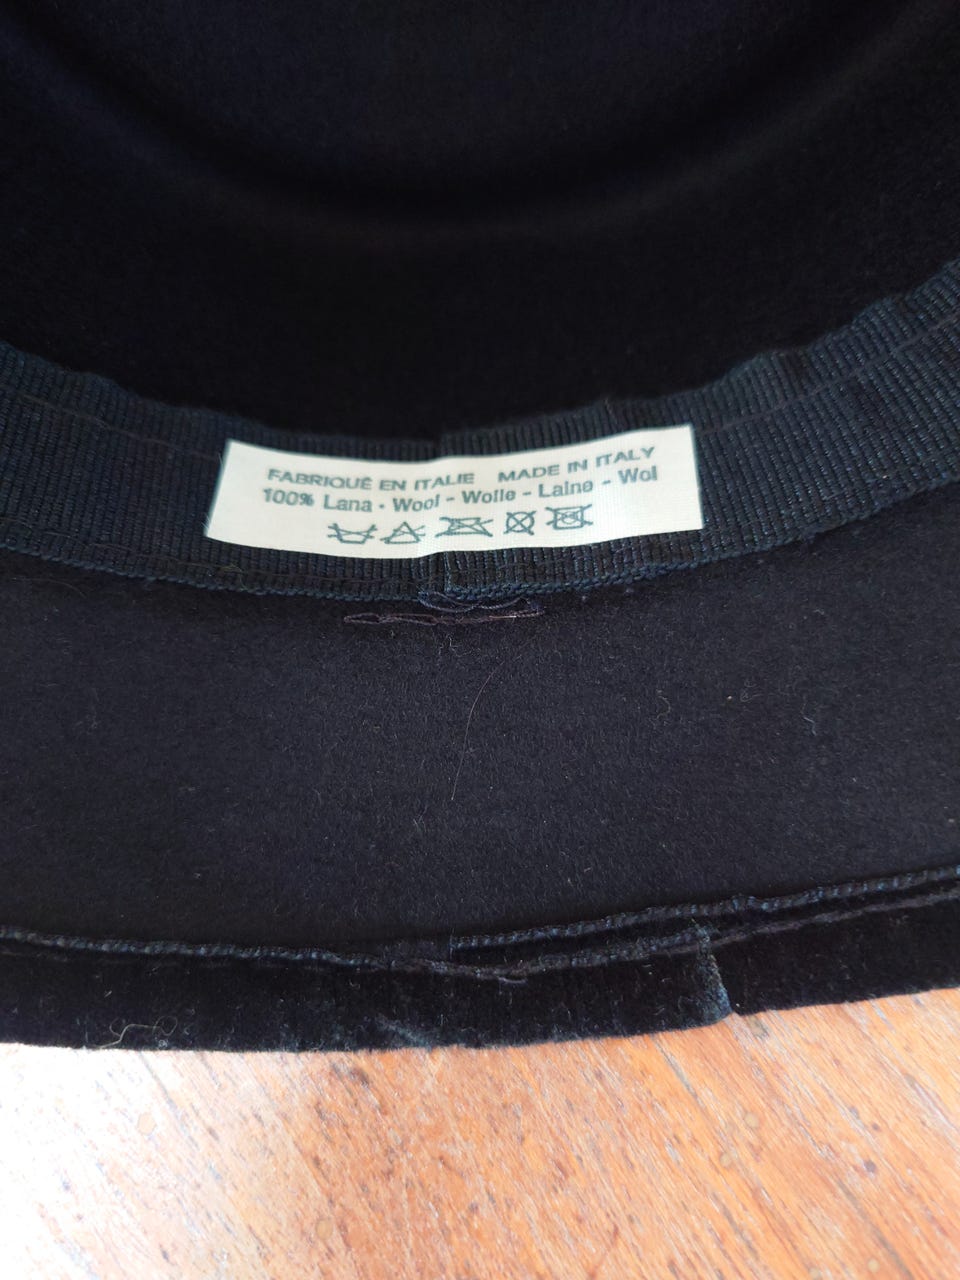 FABRIQUÉ EN ITALIE MADE IN ITALY
100% Lana - Wool - Wolle - Laine - Wol